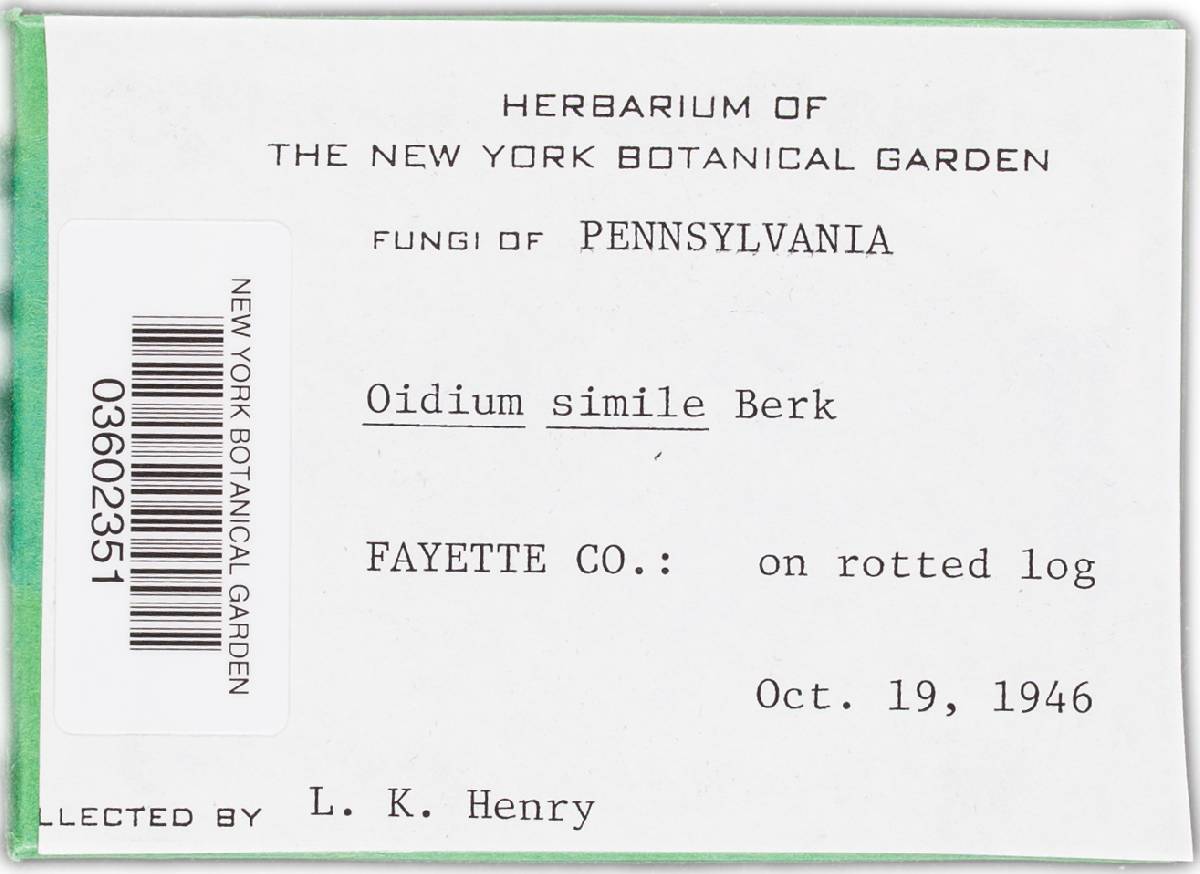 HERBARIUM OF
THE NEW YORK BOTANICAL GARDEN
FUNGI OF PENNSYLVANIA
NEW YORK BOTANICAL GARDEN
03602351
Oidium simile Berk
FAYETTE CO.: on rotted log
Oct. 19, 1946
LLECTED BY L. K. Henry